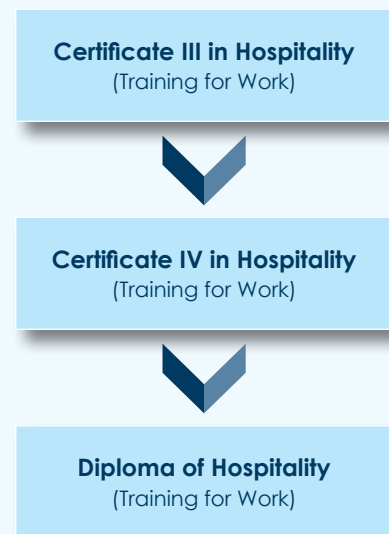 Certificate III in Hospitality
(Training for Work)
Certificate IV in Hospitality
(Training for Work)
Diploma of Hospitality
(Training for Work)